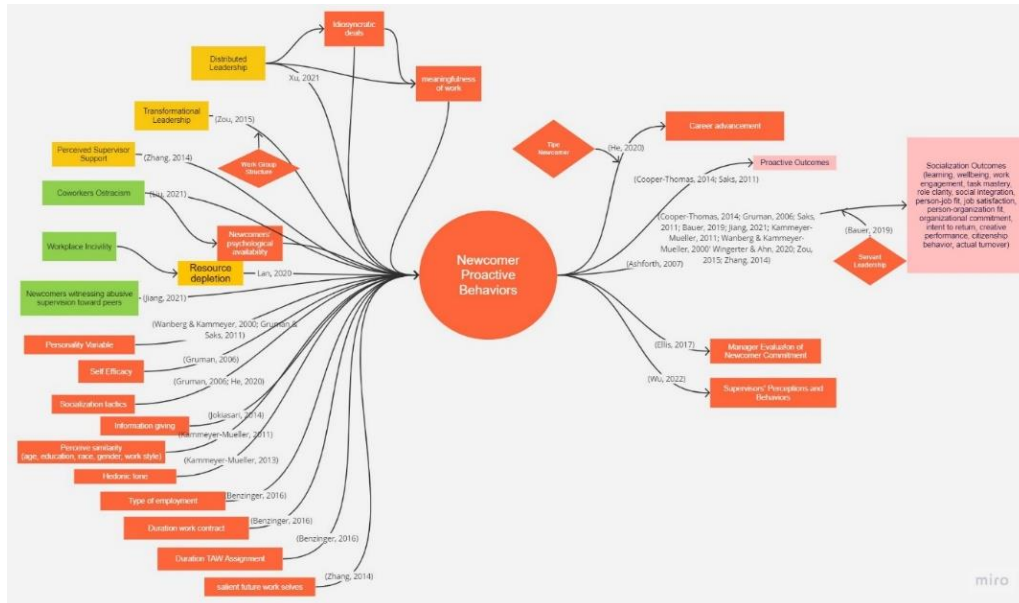 Idiosyncratic
deals
Distributed
Leadership
Xu, 2021
meaningfulness
of work
Transformational
Leadership
(Zou, 2015)
Work Group
Structure
Perceived Supervisor
Support
(Zhang, 2014)
Coworkers Ostracism
(Liu, 2021)
Newcomers'
psychological
availability
Workplace Incivility
Resource
depletion
Lan, 2020
Newcomers witnessing abusive
supervision toward peers
(Jiang, 2021)
Personality Variable
(Wanberg & Kammeyer, 2000; Gruman &
Saks, 2011)
Self Efficacy
(Gruman, 2006)
Socialization tactics
(Gruman, 2006; He, 2020)
Information giving
(Jokisaari, 2014)
Perceive similarity
(age, education, race, gender, work style)
(Kammeyer-Mueller, 2011)
Hedonic tone
(Kammeyer-Mueller, 2013)
Type of employment
(Benzinger, 2016)
Duration work contract
(Benzinger, 2016)
Duration TAW Assignment
(Benzinger, 2016)
salient future work selves
(Zhang, 2014)
Newcomer
Proactive
Behaviors
Tipe
Newcomer
(He, 2020)
Career advancement
(Cooper-Thomas, 2014; Saks, 2011)
Proactive Outcomes
(Cooper-Thomas, 2014; Gruman, 2006; Saks,
2011; Bauer, 2019; Jiang, 2021; Kammeyer-
Mueller, 2011; Wanberg & Kammeyer-
Mueller, 2000' Wingerter & Ahn, 2020; Zou,
2015; Zhang, 2014)
(Ashforth, 2007)
(Bauer, 2019)
Servant
Leadership
Socialization Outcomes
(learning, wellbeing, work
engagement, task mastery,
role clarity, social integration,
person-job fit, job satisfaction,
person-organization fit,
organizational commitment,
intent to return, creative
performance, citizenship
behavior, actual turnover)
(Ellis, 2017)
Manager Evaluaton of
Newcomer Commitment
(Wu, 2022)
Supervisors' Perceptions and
Behaviors
miro